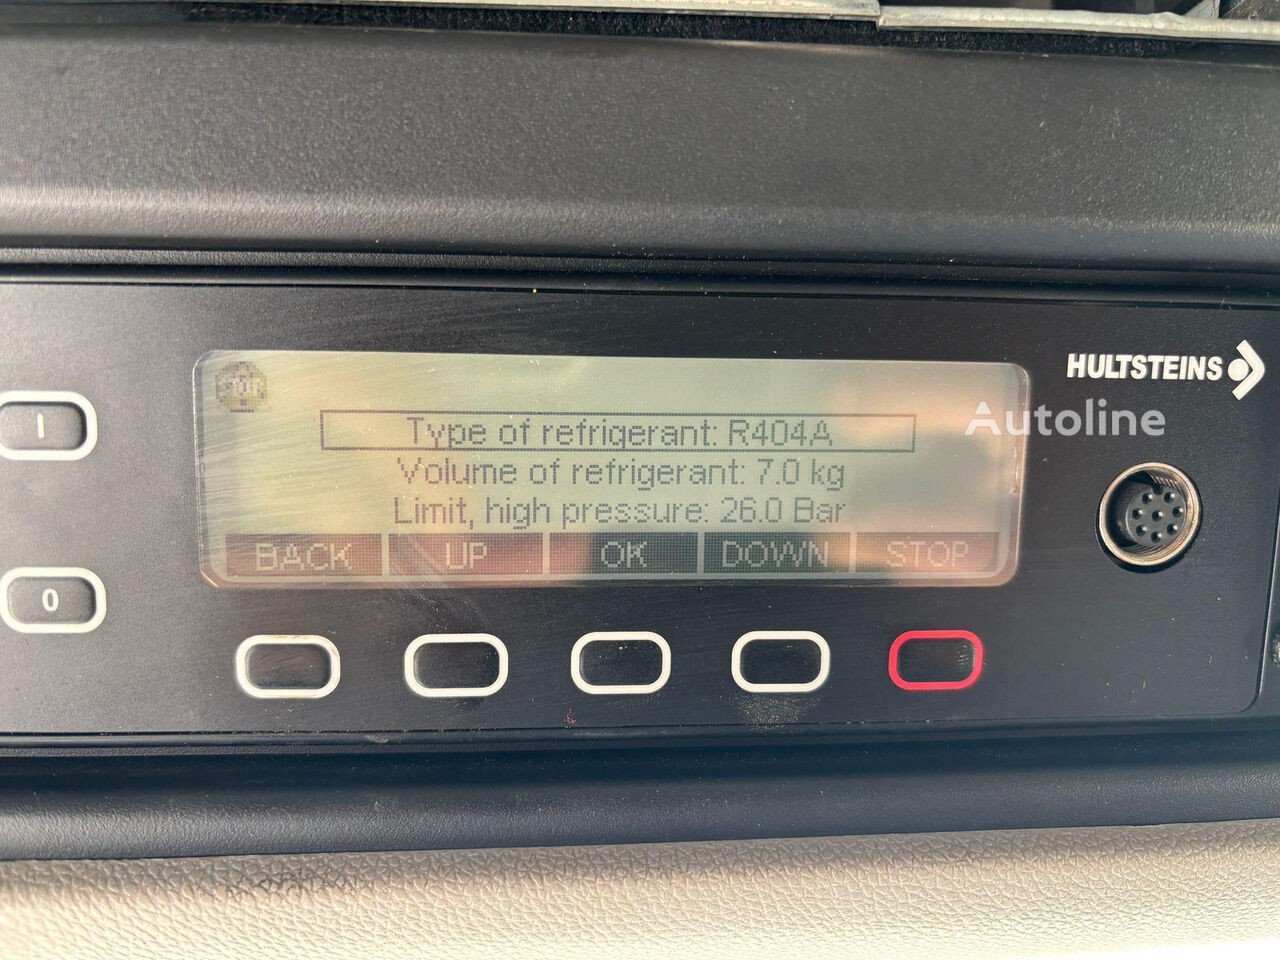 HULTSTEINS
Autoline
Type of refrigerant: R404A
Volume of refrigerant: 7.0 kg
Limit, high pressure: 26.0 Bar
BACK UP OK DOWN STOP
I
0